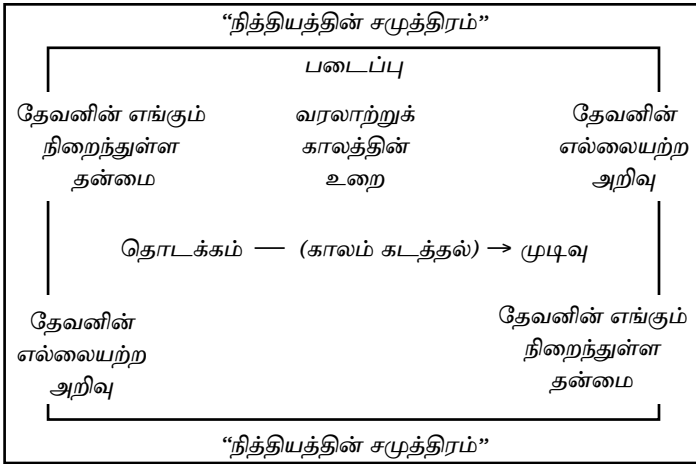 “நித்தியத்தின் சமுத்திரம்”
படைப்பு
தேவனின் எங்கும்
நிறைந்துள்ள
தன்மை
வரலாற்றுக்
காலத்தின்
உறை
தேவனின்
எல்லையற்ற
அறிவு
தொடக்கம் — (காலம் கடத்தல்) → முடிவு
தேவனின்
எல்லையற்ற
அறிவு
தேவனின் எங்கும்
நிறைந்துள்ள
தன்மை
“நித்தியத்தின் சமுத்திரம்”